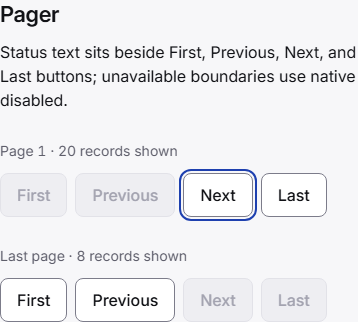 Pager
Status text sits beside First, Previous, Next, and
Last buttons; unavailable boundaries use native
disabled.
Page 1 · 20 records shown
First Previous Next Last
Last page · 8 records shown
First Previous Next Last